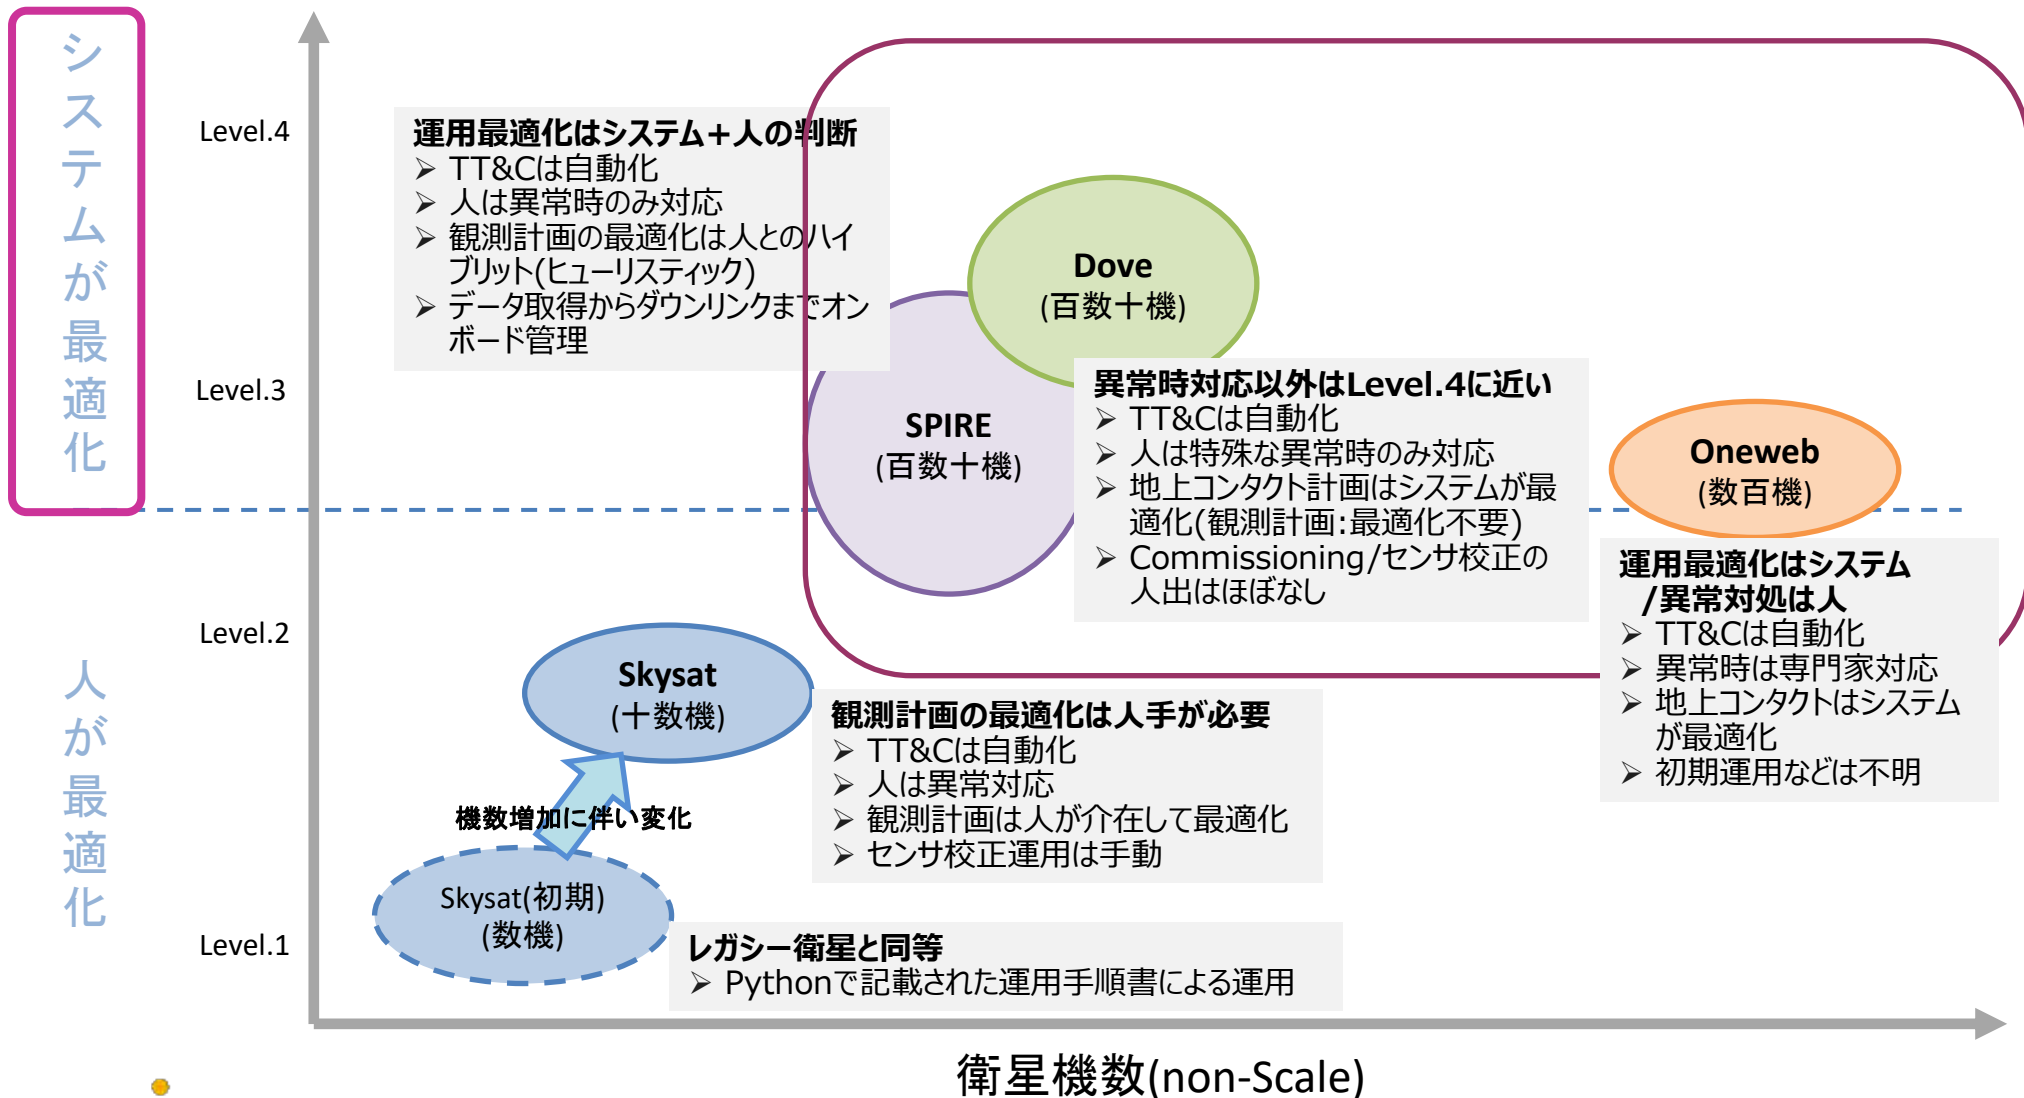 システムが最適化
人が最適化
Level.4
Level.3
Level.2
Level.1
運用最適化はシステム+人の判断
➢ TT&Cは自動化
➢ 人は異常時のみ対応
➢ 観測計画の最適化は人とのハイ
ブリット(ヒューリスティック)
➢ データ取得からダウンリンクまでオン
ボード管理
Dove
(百数十機)
SPIRE
(百数十機)
異常時対応以外はLevel.4に近い
➢ TT&Cは自動化
➢ 人は特殊な異常時のみ対応
➢ 地上コンタクト計画はシステムが最
適化(観測計画:最適化不要)
➢ Commissioning/センサ校正の
人出はほぼなし
Oneweb
(数百機)
運用最適化はシステム
/異常対処は人
➢ TT&Cは自動化
➢ 異常時は専門家対応
➢ 地上コンタクトはシステム
が最適化
➢ 初期運用などは不明
Skysat
(十数機)
観測計画の最適化は人手が必要
➢ TT&Cは自動化
➢ 人は異常対応
➢ 観測計画は人が介在して最適化
➢ センサ校正運用は手動
機数増加に伴い変化
Skysat(初期)
(数機)
レガシー衛星と同等
➢ Pythonで記載された運用手順書による運用
衛星機数(non-Scale)